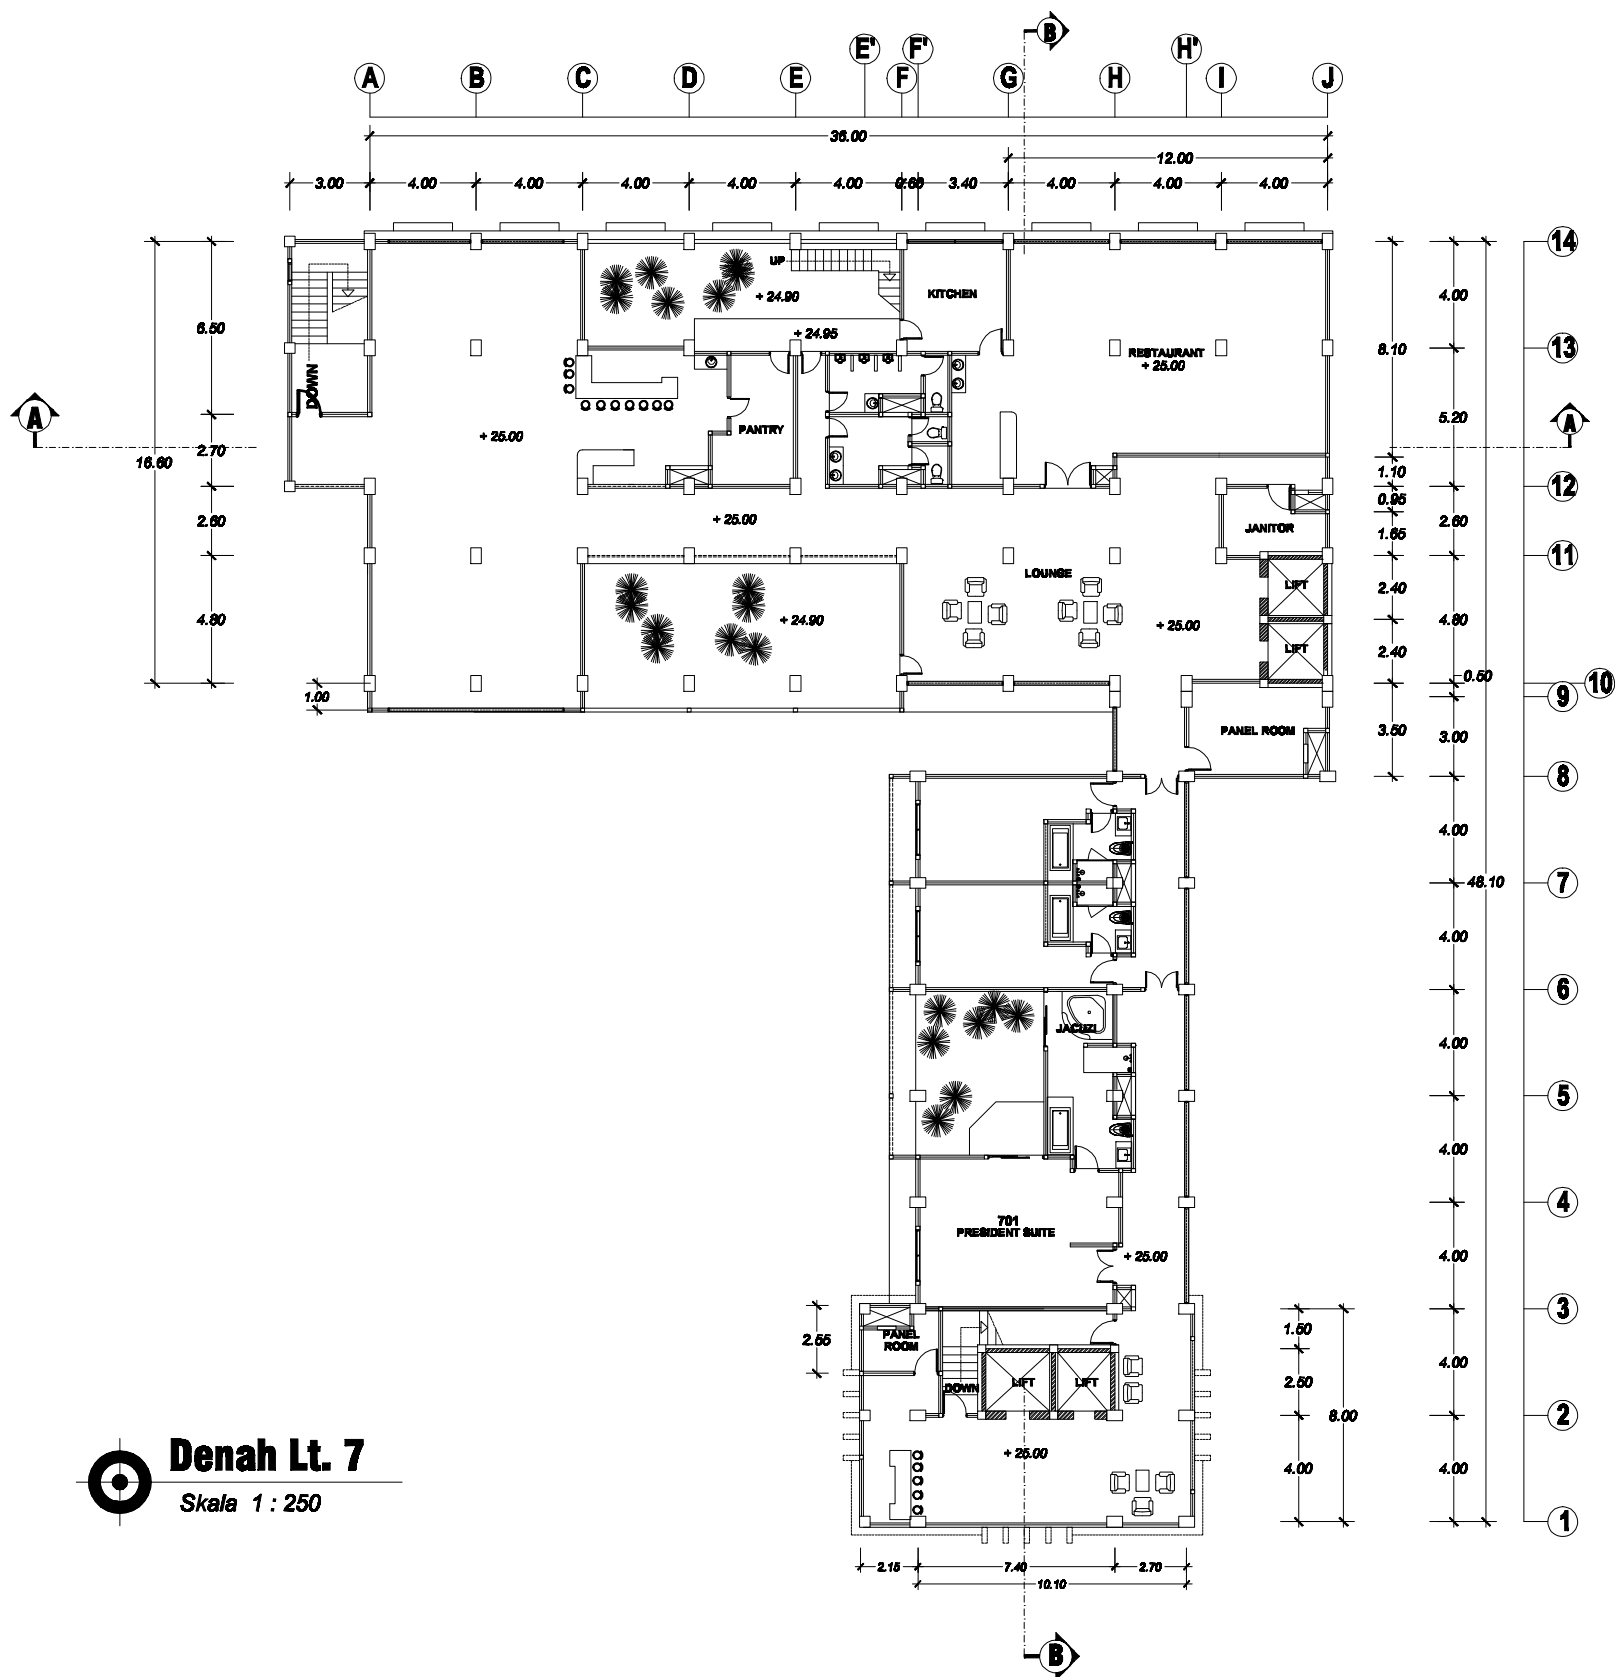 B
E' F' H'
A B C D E F G H I J
36.00
12.00
3.00 4.00 4.00 4.00 4.00 4.00 0.60 3.40 4.00 4.00 4.00
14
UP
KITCHEN
+ 24.90
4.00
6.50
+ 24.95
13
RESTAURANT
+ 25.00
8.10
DOWN
A
A
5.20
PANTRY
+ 25.00
2.70
16.60
1.10
12
0.95
+ 25.00
2.60
JANITOR
2.60
1.65
11
LOUNGE
LIFT
2.40
+ 24.90
4.80
+ 25.00
4.80
LIFT
2.40
0.50
10
1.00
9
PANEL ROOM
3.50
3.00
8
4.00
7
48.10
4.00
6
JACUZI
4.00
5
4.00
4
701
PRESIDENT SUITE
+ 25.00
4.00
3
1.50
2.55
PANEL
ROOM
4.00
DOWN
LIFT
LIFT
2.50
8.00
2
+ 25.00
4.00
4.00
1
Denah Lt. 7
Skala 1 : 250
2.15 7.40 2.70
10.10
B